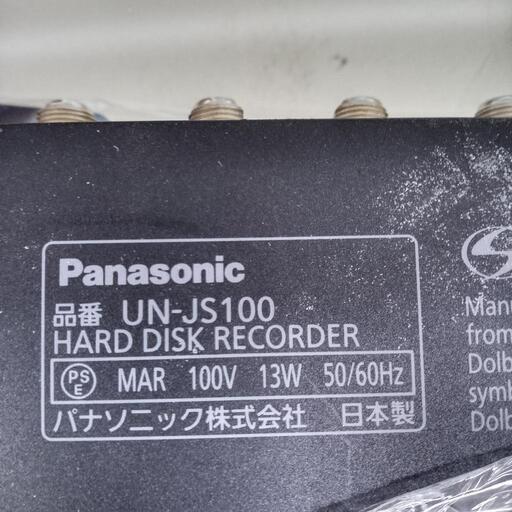 Panasonic
品番 UN-JS100
HARD DISK RECORDER
PSE MAR 100V 13W 50/60Hz
パナソニック株式会社 日本製
S
Manu
from
Dolb
symb
Dolb